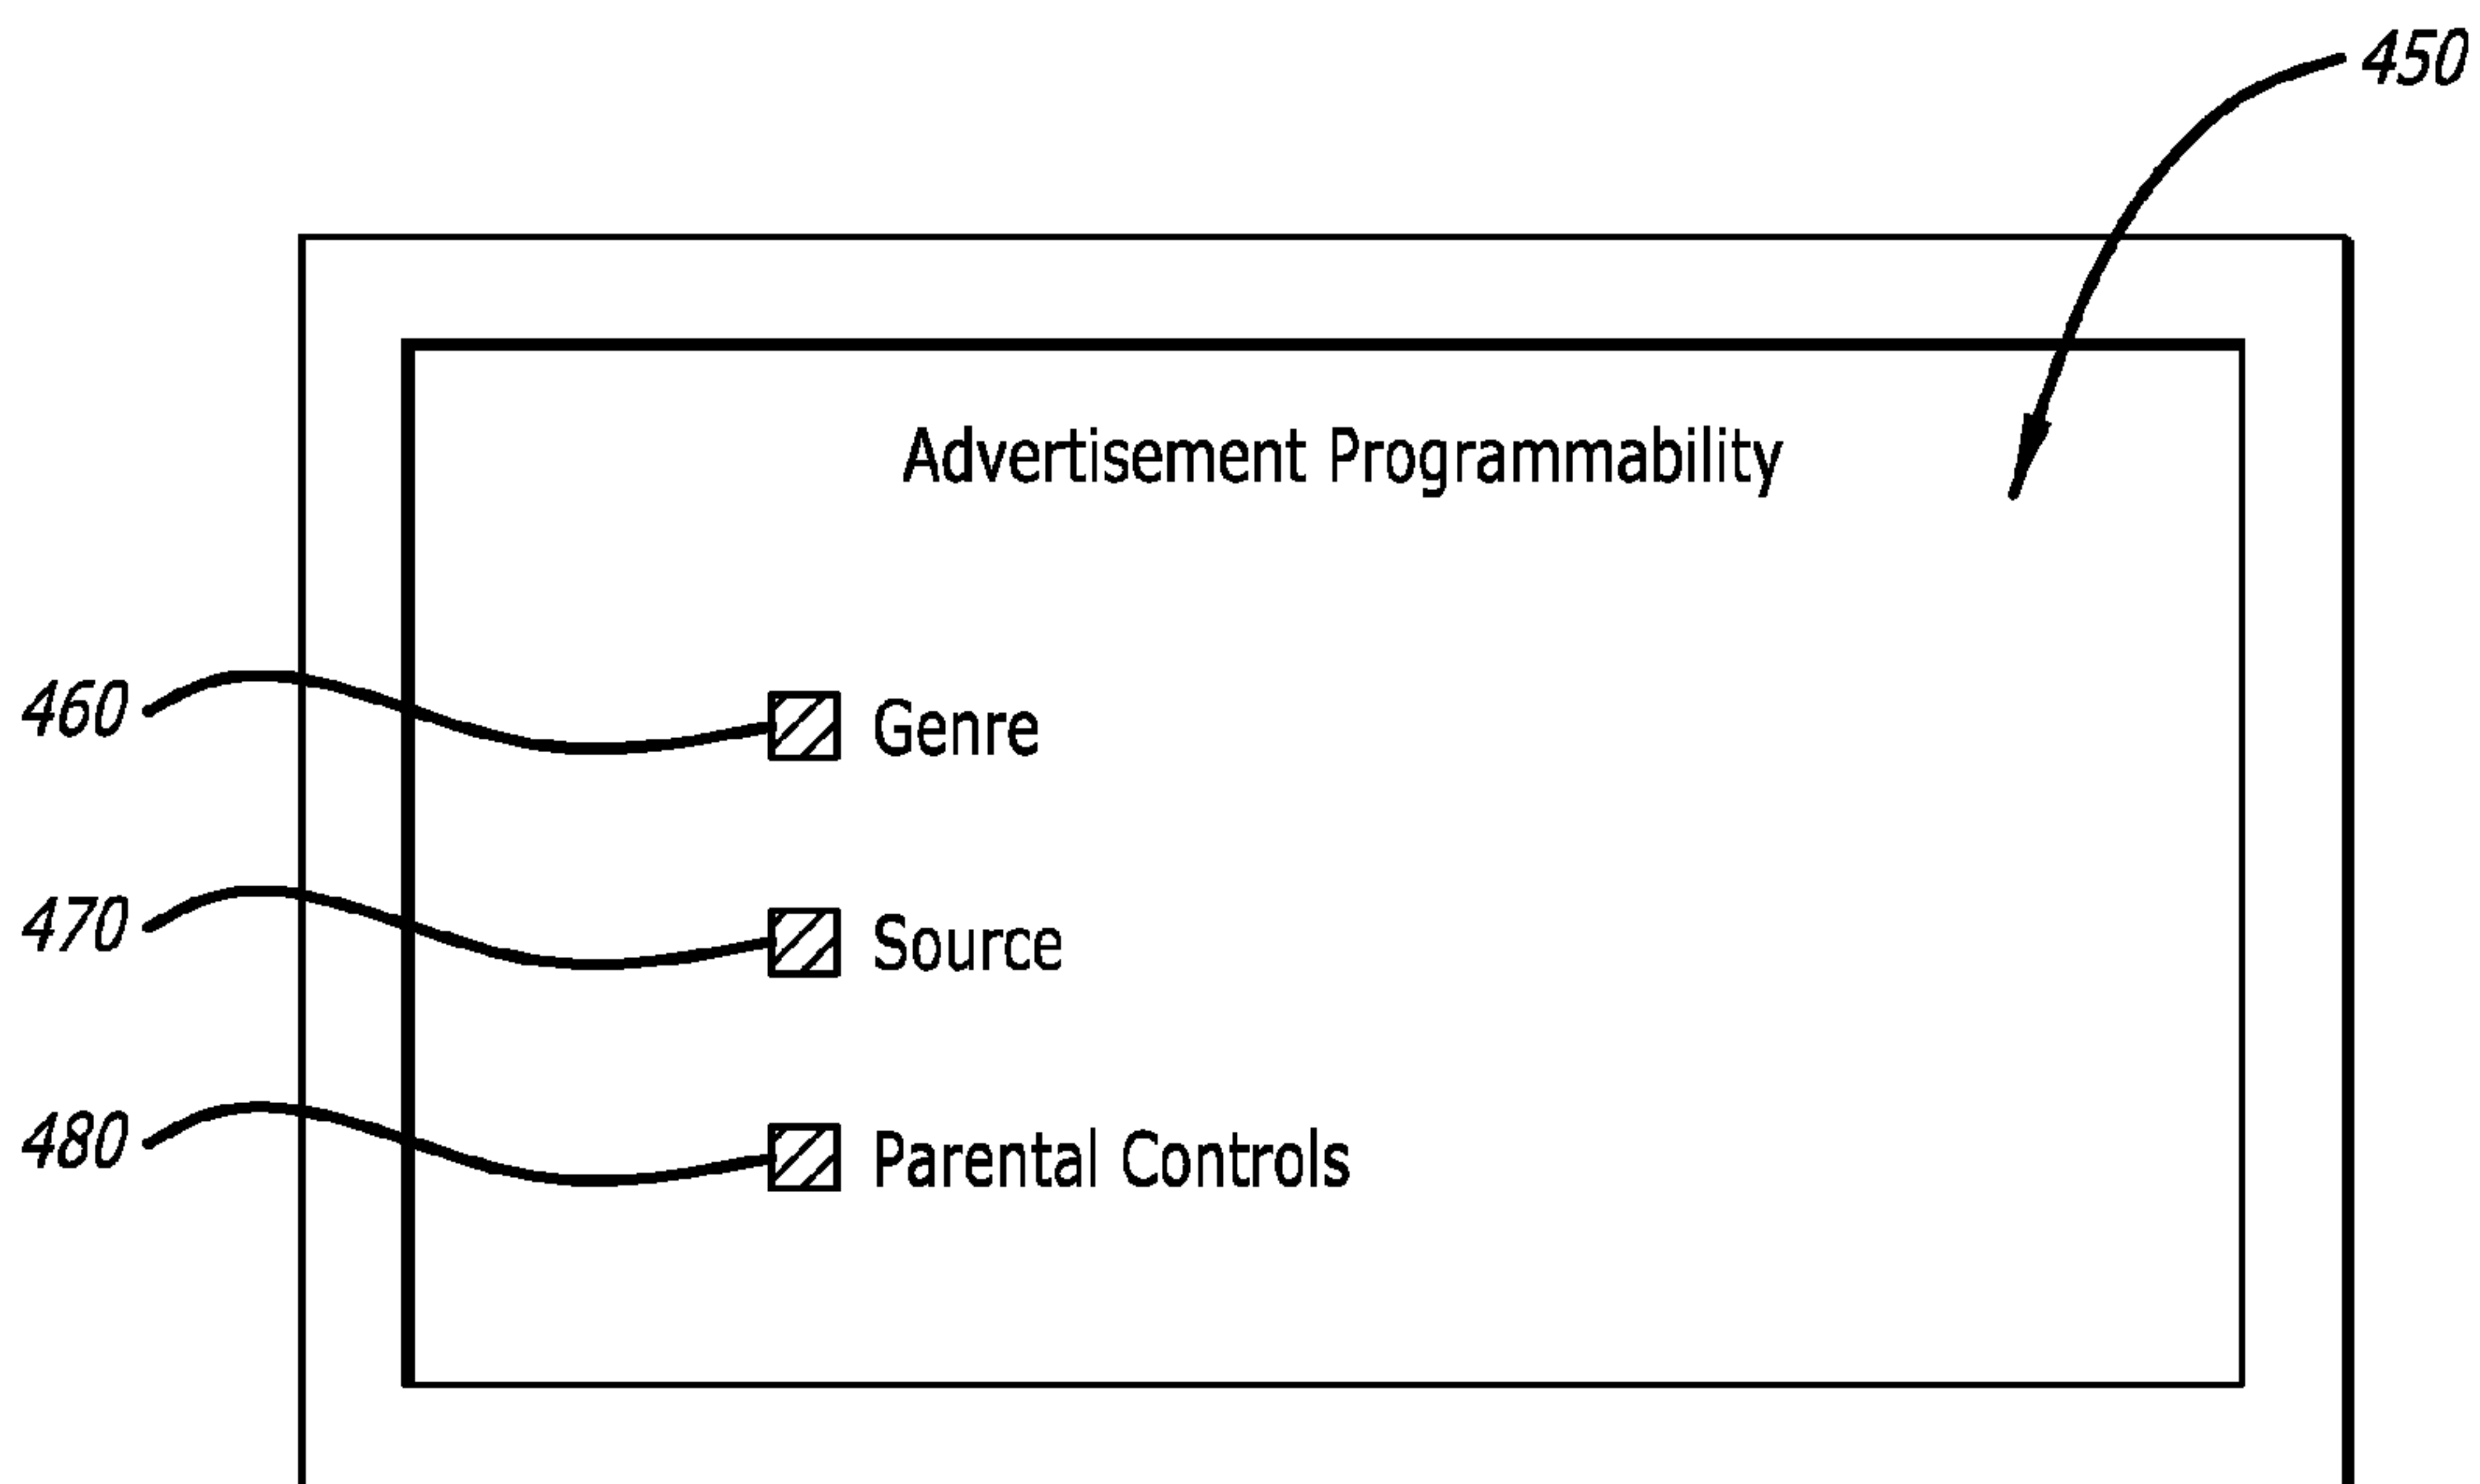 450
Advertisement Programmability
460 Genre
470 Source
480 Parental Controls